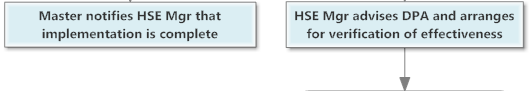 Master notifies HSE Mgr that
implementation is complete
HSE Mgr advises DPA and arranges
for verification of effectiveness